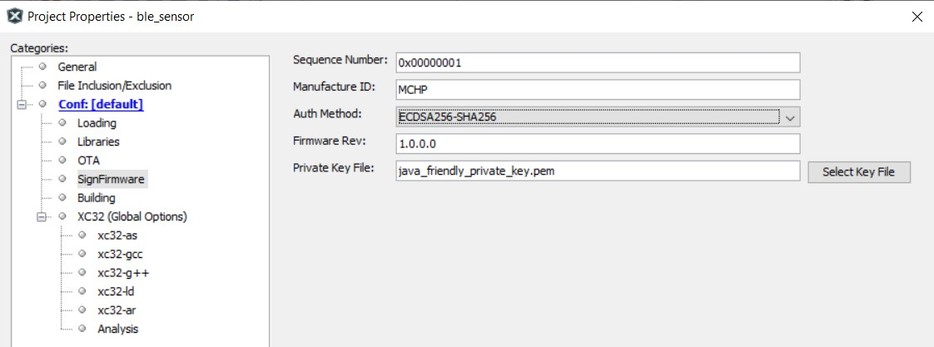 Project Properties - ble_sensor
Categories:
General
File Inclusion/Exclusion
Conf: [default]
Loading
Libraries
OTA
SignFirmware
Building
XC32 (Global Options)
xc32-as
xc32-gcc
xc32-g++
xc32-ld
xc32-ar
Analysis
Sequence Number: 0x00000001
Manufacture ID: MCHP
Auth Method: ECDSA256-SHA256
Firmware Rev: 1.0.0.0
Private Key File: java_friendly_private_key.pem Select Key File